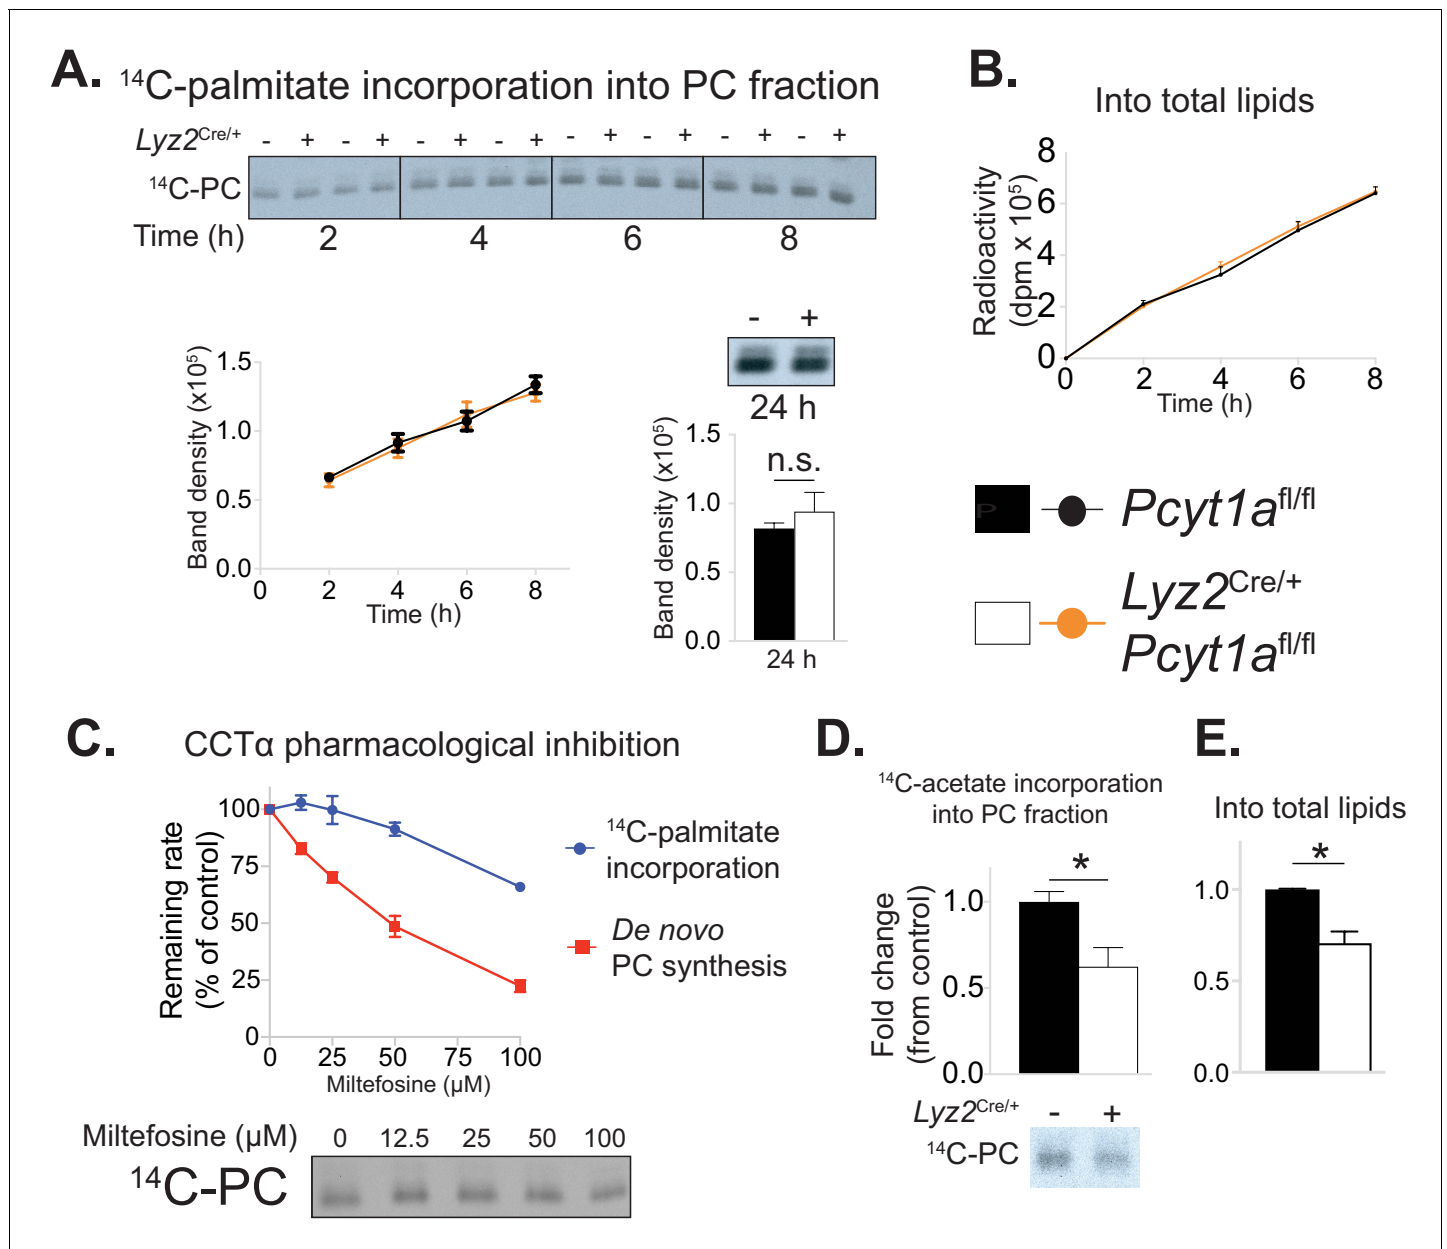 A.
¹⁴C-palmitate incorporation into PC fraction
Lyz2Cre/+ - + - + - + - + - + - + - + - +
¹⁴C-PC
Time (h) 2 4 6 8
Band density (x10⁵)
1.5
1.0
0.5
0.0
0 2 4 6 8
Time (h)
- +
24 h
Band density (x10⁵)
1.5
1.0
0.5
0.0
n.s.
24 h
B.
Into total lipids
Radioactivity
(dpm x 10⁵)
8
6
4
2
0
0 2 4 6 8
Time (h)
P
Pcyt1afl/fl
Lyz2Cre/+
Pcyt1afl/fl
C.
CCTα pharmacological inhibition
Remaining rate
(% of control)
100
75
50
25
0
0 25 50 75 100
Miltefosine (µM)
¹⁴C-palmitate
incorporation
De novo
PC synthesis
Miltefosine (µM) 0 12.5 25 50 100
¹⁴C-PC
D.
¹⁴C-acetate incorporation
into PC fraction
Fold change
(from control)
1.0
0.5
0.0
*
Lyz2Cre/+ - +
¹⁴C-PC
E.
Into total lipids
1.0
0.5
0.0
*